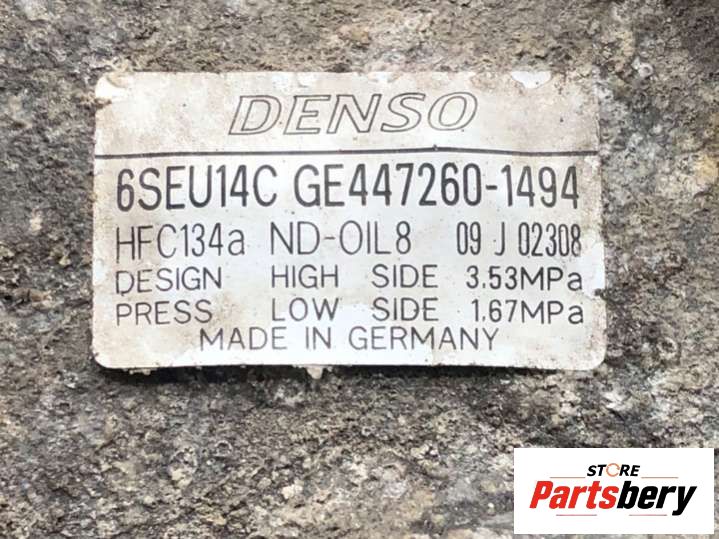 DENSO
6SEU14C GE447260-1494
HFC134a ND-OIL8 09 J 02308
DESIGN HIGH SIDE 3.53MPa
PRESS LOW SIDE 1.67MPa
MADE IN GERMANY
STORE
Partsbery